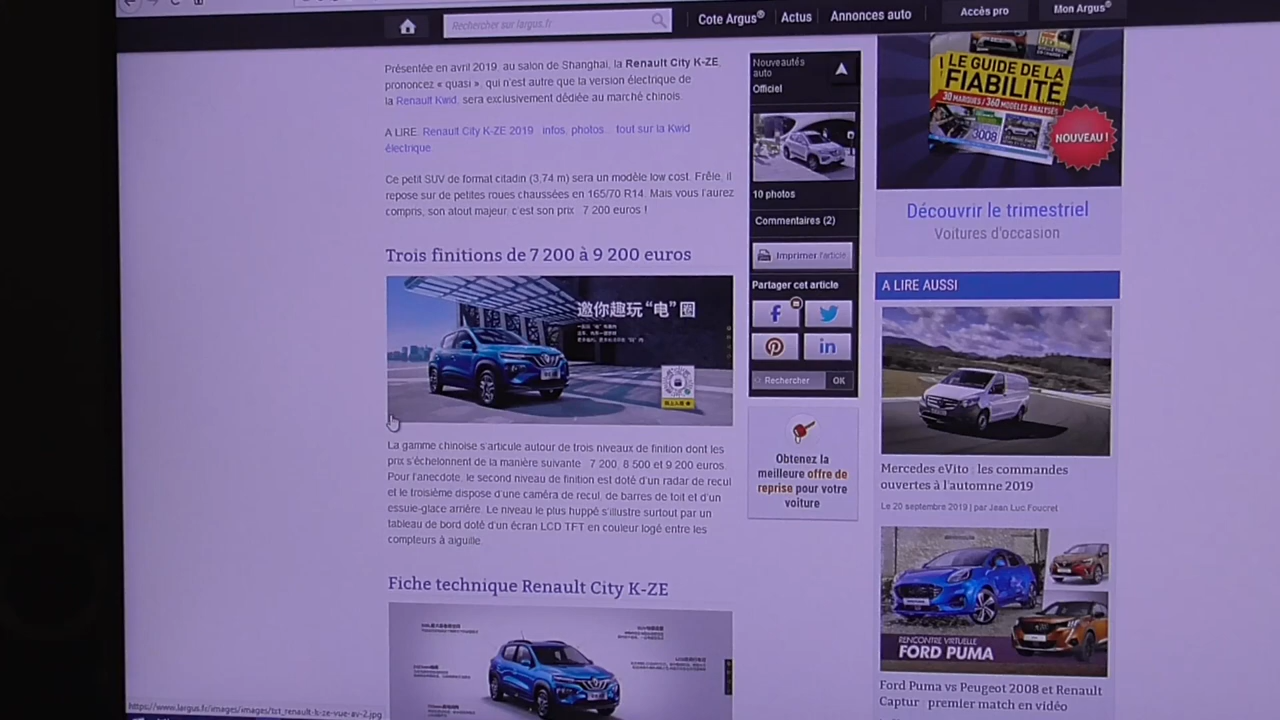 Rechercher sur largus.fr
Cote Argus®
Actus
Annonces auto
Accès pro
Mon Argus®
Présentée en avril 2019, au salon de Shanghai, la Renault City K-ZE,
prononcez « quasi », qui n'est autre que la version électrique de
la Renault Kwid, sera exclusivement dédiée au marché chinois.
A LIRE. Renault City K-ZE 2019 : infos, photos... tout sur la Kwid
électrique.
Ce petit SUV de format citadin (3,74 m) sera un modèle low cost. Frêle, il
repose sur de petites roues chaussées en 165/70 R14. Mais vous l'aurez
compris, son atout majeur, c'est son prix : 7 200 euros !
Trois finitions de 7 200 à 9 200 euros
邀你趣玩“电”圈
La gamme chinoise s'articule autour de trois niveaux de finition dont les
prix s'échelonnent de la manière suivante : 7 200, 8 500 et 9 200 euros.
Pour l'anecdote, le second niveau de finition est doté d'un radar de recul
et le troisième dispose d'une caméra de recul, de barres de toit et d'un
essuie-glace arrière. Le niveau le plus huppé s'illustre surtout par un
tableau de bord doté d'un écran LCD TFT en couleur logé entre les
compteurs à aiguille.
Fiche technique Renault City K-ZE
https://www.largus.fr/images/images/txt_renault-k-ze-vue-av-2.jpg
Nouveautés
auto
Officiel
10 photos
Commentaires (2)
Imprimer l'article
Partager cet article
Rechercher
OK
Obtenez la
meilleure offre de
reprise pour votre
voiture
LE GUIDE DE LA
FIABILITÉ
30 MARQUES / 360 MODÈLES ANALYSÉS
3008
NOUVEAU !
Découvrir le trimestriel
Voitures d'occasion
A LIRE AUSSI
Mercedes eVito : les commandes
ouvertes à l'automne 2019
Le 20 septembre 2019 | par Jean Luc Foucret
RENCONTRE VIRTUELLE
FORD PUMA
Ford Puma vs Peugeot 2008 et Renault
Captur : premier match en vidéo